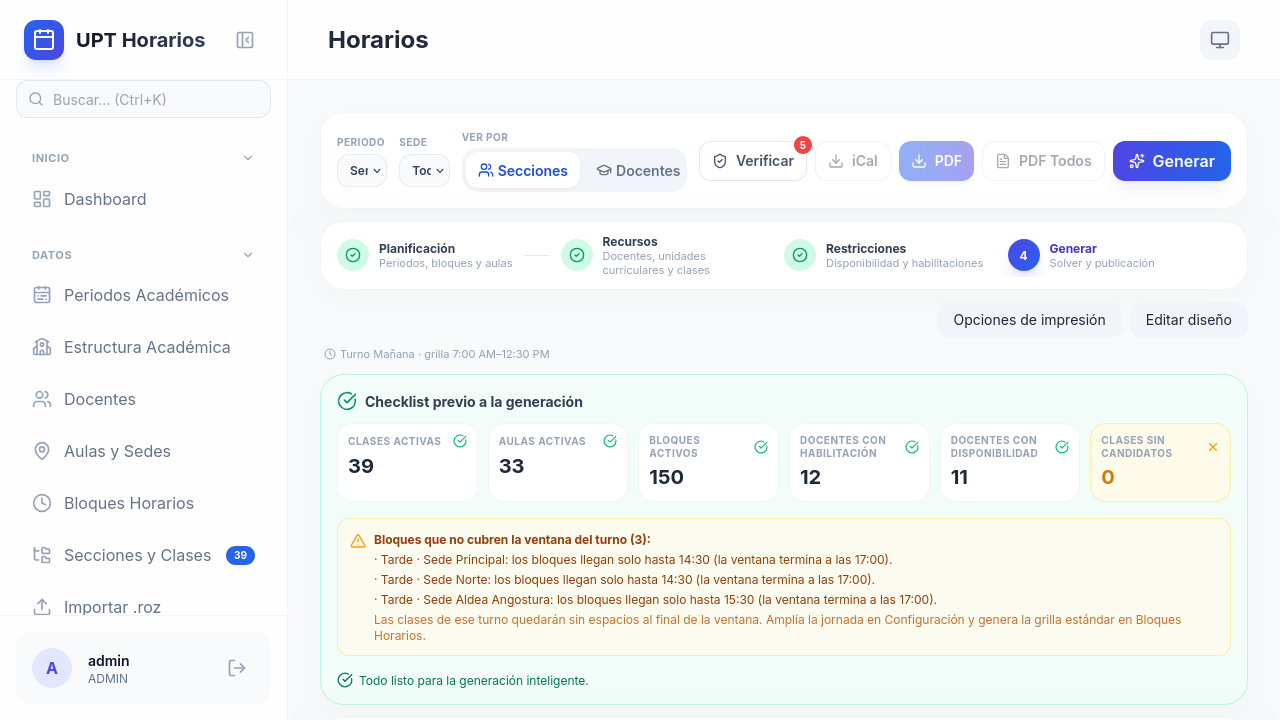 UPT Horarios
Buscar... (Ctrl+K)
INICIO
Dashboard
DATOS
Periodos Académicos
Estructura Académica
Docentes
Aulas y Sedes
Bloques Horarios
Secciones y Clases 39
Importar .roz
A
admin
ADMIN
Horarios
PERIODO
SEDE
VER POR
Secciones
Docentes
Verificar 5
iCal
PDF
PDF Todos
Generar
Planificación
Periodos, bloques y aulas
Recursos
Docentes, unidades
curriculares y clases
Restricciones
Disponibilidad y habilitaciones
4
Generar
Solver y publicación
Opciones de impresión
Editar diseño
Turno Mañana · grilla 7:00 AM–12:30 PM
Checklist previo a la generación
CLASES ACTIVAS
39
AULAS ACTIVAS
33
BLOQUES
ACTIVOS
150
DOCENTES CON
HABILITACIÓN
12
DOCENTES CON
DISPONIBILIDAD
11
CLASES SIN
CANDIDATOS
0
Bloques que no cubren la ventana del turno (3):
· Tarde · Sede Principal: los bloques llegan solo hasta 14:30 (la ventana termina a las 17:00).
· Tarde · Sede Norte: los bloques llegan solo hasta 14:30 (la ventana termina a las 17:00).
· Tarde · Sede Aldea Angostura: los bloques llegan solo hasta 15:30 (la ventana termina a las 17:00).
Las clases de ese turno quedarán sin espacios al final de la ventana. Amplía la jornada en Configuración y genera la grilla estándar en Bloques
Horarios.
Todo listo para la generación inteligente.